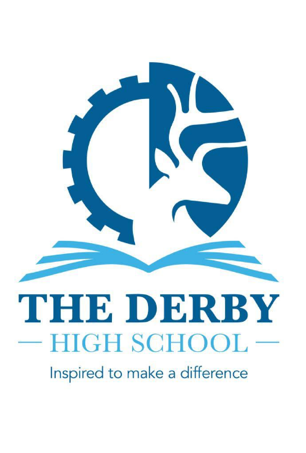 THE DERBY
HIGH SCHOOL
Inspired to make a difference